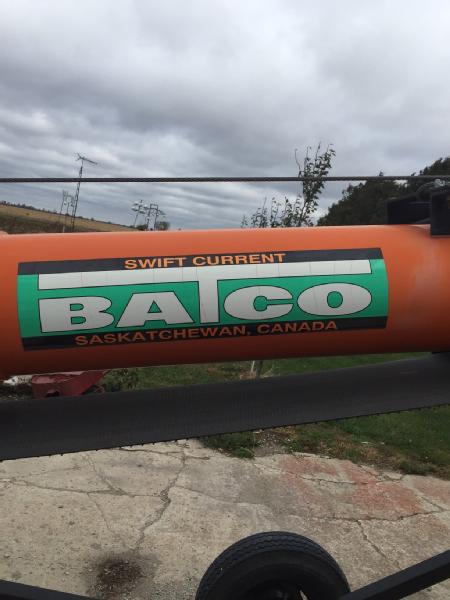 SWIFT CURRENT
BATCO
SASKATCHEWAN, CANADA